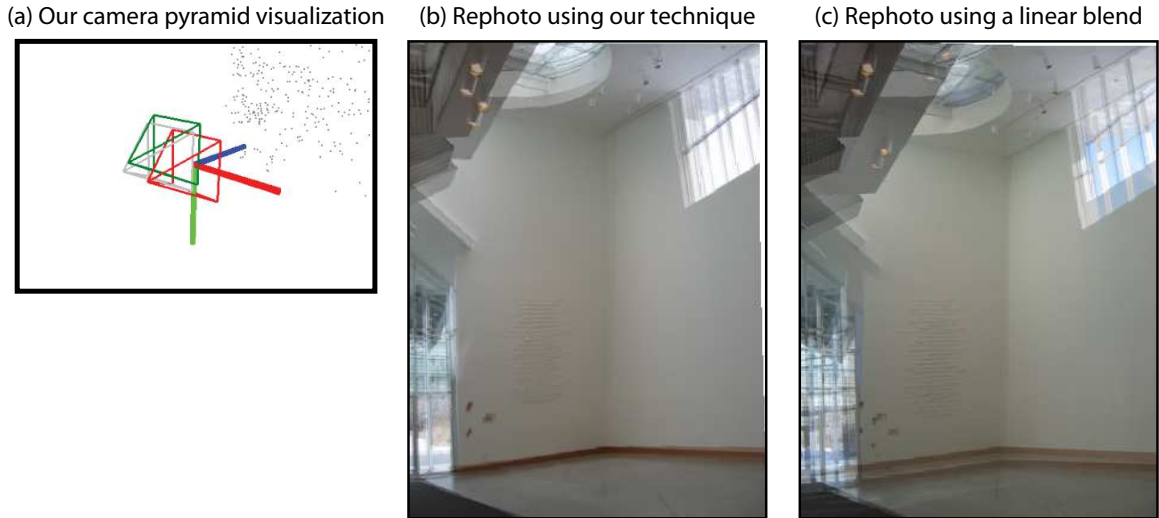 (a) Our camera pyramid visualization
(b) Rephoto using our technique
(c) Rephoto using a linear blend